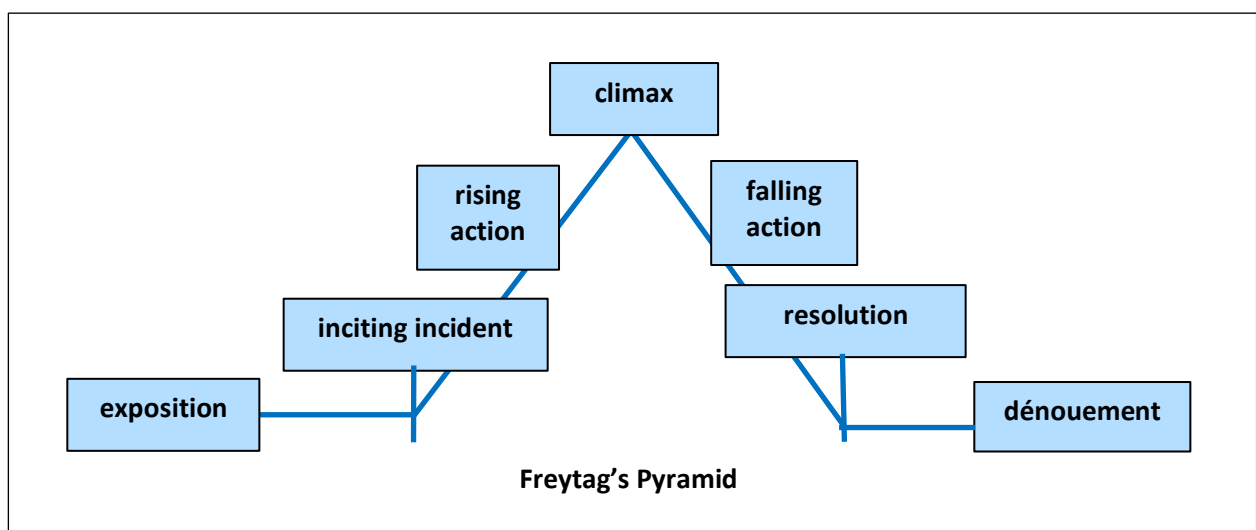 climax
rising
action
falling
action
inciting incident
resolution
exposition
dénouement
Freytag’s Pyramid